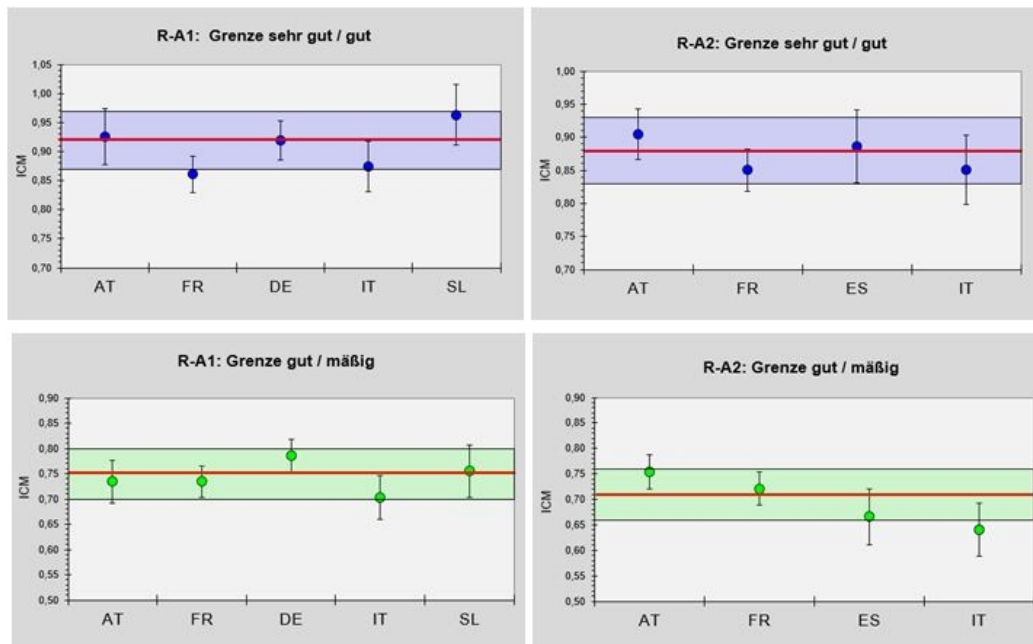 R-A1: Grenze sehr gut / gut
1,05
1,00
0,95
0,90
0,85
0,80
0,75
0,70
ICM
AT FR DE IT SL
R-A2: Grenze sehr gut / gut
1,00
0,95
0,90
0,85
0,80
0,75
0,70
ICM
AT FR ES IT
R-A1: Grenze gut / mäßig
0,90
0,85
0,80
0,75
0,70
0,65
0,60
0,55
0,50
ICM
AT FR DE IT SL
R-A2: Grenze gut / mäßig
0,90
0,85
0,80
0,75
0,70
0,65
0,60
0,55
0,50
ICM
AT FR ES IT